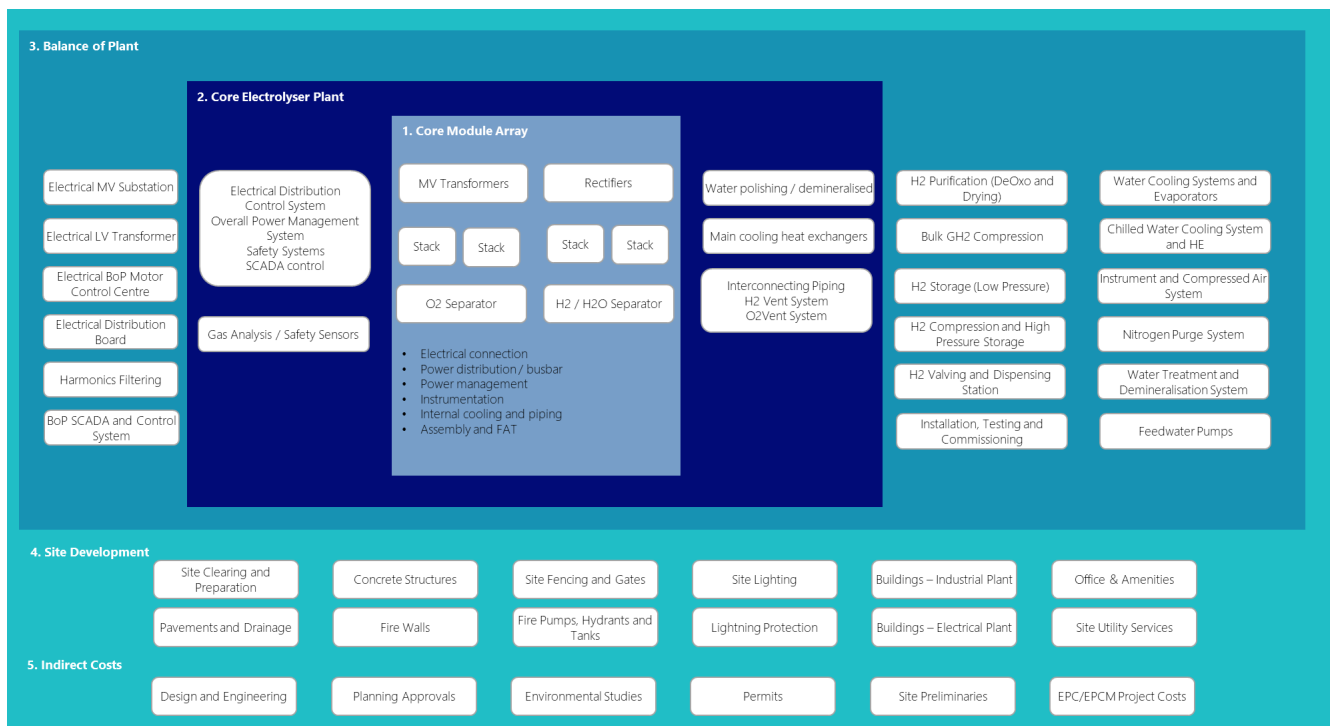 3. Balance of Plant
2. Core Electrolyser Plant
1. Core Module Array
Electrical MV Substation
Electrical LV Transformer
Electrical BoP Motor
Control Centre
Electrical Distribution
Board
Harmonics Filtering
BoP SCADA and Control
System
Electrical Distribution
Control System
Overall Power Management
System
Safety Systems
SCADA control
Gas Analysis / Safety Sensors
MV Transformers
Rectifiers
Stack
Stack
Stack
Stack
O2 Separator
H2 / H2O Separator
• Electrical connection
• Power distribution / busbar
• Power management
• Instrumentation
• Internal cooling and piping
• Assembly and FAT
Water polishing / demineralised
Main cooling heat exchangers
Interconnecting Piping
H2 Vent System
O2Vent System
H2 Purification (DeOxo and
Drying)
Bulk GH2 Compression
H2 Storage (Low Pressure)
H2 Compression and High
Pressure Storage
H2 Valving and Dispensing
Station
Installation, Testing and
Commissioning
Water Cooling Systems and
Evaporators
Chilled Water Cooling System
and HE
Instrument and Compressed Air
System
Nitrogen Purge System
Water Treatment and
Demineralisation System
Feedwater Pumps
4. Site Development
Site Clearing and
Preparation
Concrete Structures
Site Fencing and Gates
Site Lighting
Buildings – Industrial Plant
Office & Amenities
Pavements and Drainage
Fire Walls
Fire Pumps, Hydrants and
Tanks
Lightning Protection
Buildings – Electrical Plant
Site Utility Services
5. Indirect Costs
Design and Engineering
Planning Approvals
Environmental Studies
Permits
Site Preliminaries
EPC/EPCM Project Costs